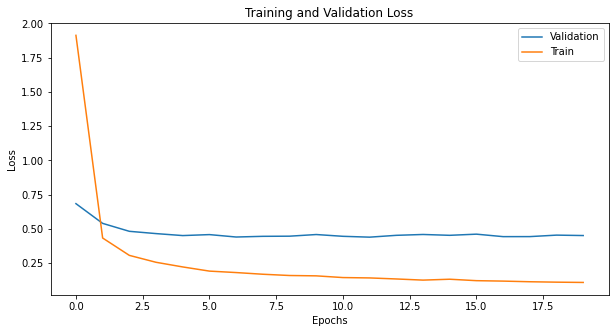 Training and Validation Loss
2.00
1.75
1.50
1.25
1.00
0.75
0.50
0.25
Loss
Validation
Train
0.0 2.5 5.0 7.5 10.0 12.5 15.0 17.5
Epochs